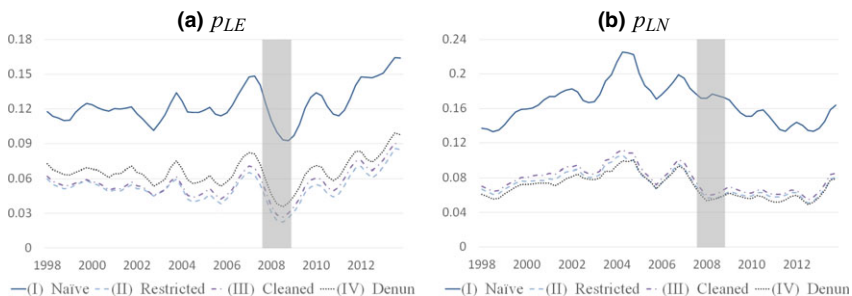 (a) pLE
0.18
0.15
0.12
0.09
0.06
0.03
0
1998 2000 2002 2004 2006 2008 2010 2012
(I) Naïve (II) Restricted (III) Cleaned (IV) Denun
(b) pLN
0.24
0.2
0.16
0.12
0.08
0.04
0
1998 2000 2002 2004 2006 2008 2010 2012
(I) Naïve (II) Restricted (III) Cleaned (IV) Denun